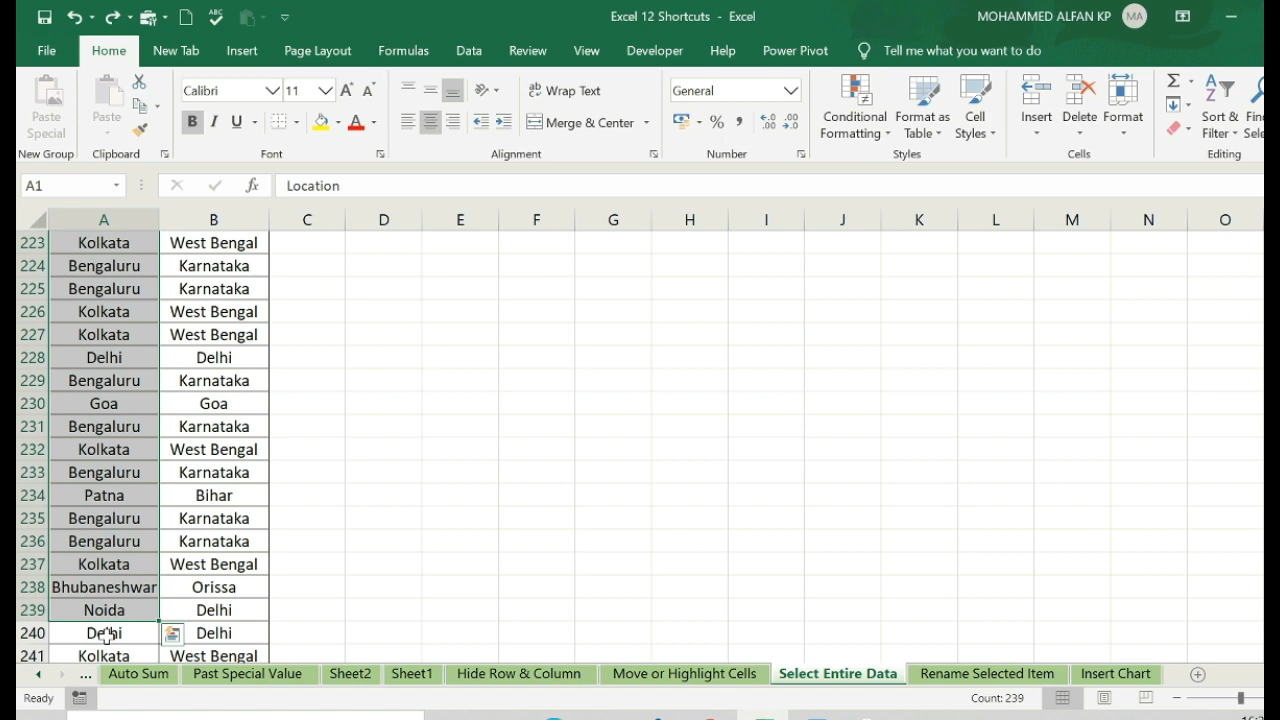 Excel 12 Shortcuts - Excel
MOHAMMED ALFAN KP MA
File Home New Tab Insert Page Layout Formulas Data Review View Developer Help Power Pivot Tell me what you want to do
Paste Special
New Group
Paste
Clipboard
Calibri 11 A A
B I U A
Font
ab Wrap Text
Merge & Center
Alignment
General
% ,
Number
Conditional Formatting
Format as Table
Cell Styles
Styles
Insert Delete Format
Cells
Sort & Filter
Editing
A1 fx Location
A B C D E F G H I J K L M N O
223 Kolkata West Bengal
224 Bengaluru Karnataka
225 Bengaluru Karnataka
226 Kolkata West Bengal
227 Kolkata West Bengal
228 Delhi Delhi
229 Bengaluru Karnataka
230 Goa Goa
231 Bengaluru Karnataka
232 Kolkata West Bengal
233 Bengaluru Karnataka
234 Patna Bihar
235 Bengaluru Karnataka
236 Bengaluru Karnataka
237 Kolkata West Bengal
238 Bhubaneshwar Orissa
239 Noida Delhi
240 Delhi Delhi
241 Kolkata West Bengal
... Auto Sum Past Special Value Sheet2 Sheet1 Hide Row & Column Move or Highlight Cells Select Entire Data Rename Selected Item Insert Chart
Ready Count: 239